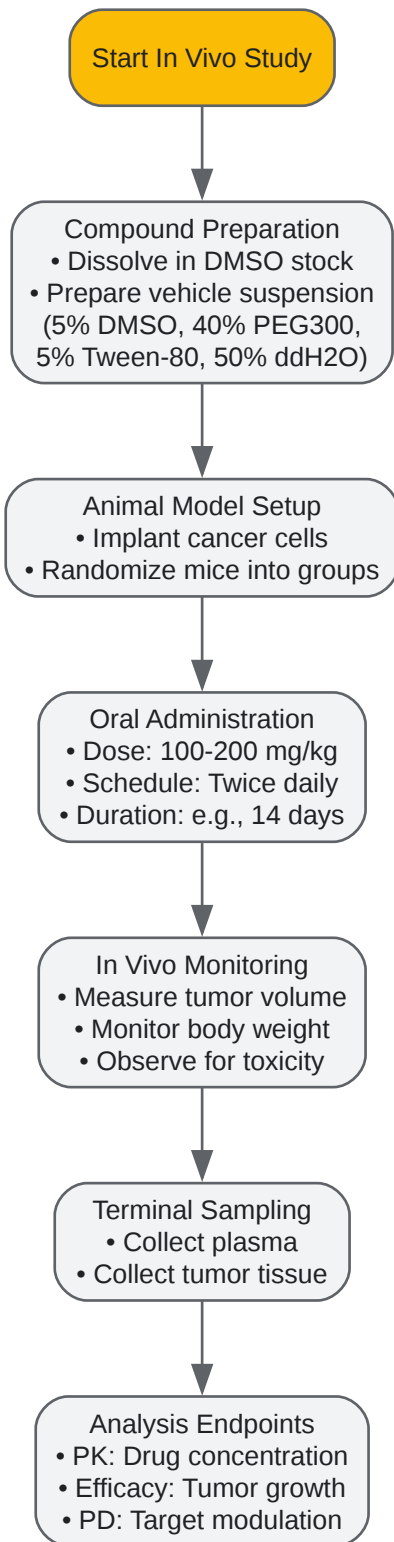 Start In Vivo Study
Compound Preparation
• Dissolve in DMSO stock
• Prepare vehicle suspension
(5% DMSO, 40% PEG300,
5% Tween-80, 50% ddH2O)
Animal Model Setup
• Implant cancer cells
• Randomize mice into groups
Oral Administration
• Dose: 100-200 mg/kg
• Schedule: Twice daily
• Duration: e.g., 14 days
In Vivo Monitoring
• Measure tumor volume
• Monitor body weight
• Observe for toxicity
Terminal Sampling
• Collect plasma
• Collect tumor tissue
Analysis Endpoints
• PK: Drug concentration
• Efficacy: Tumor growth
• PD: Target modulation